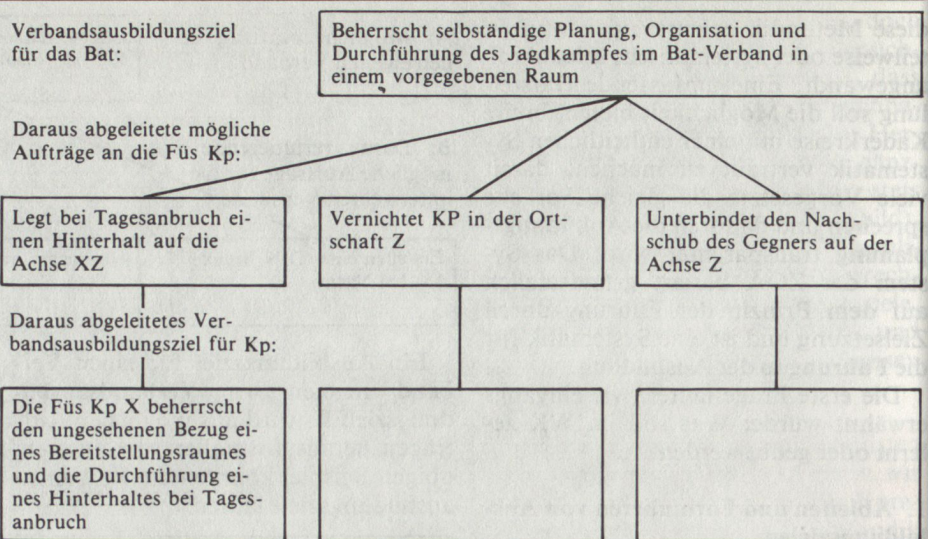 Verbandsausbildungsziel
für das Bat:
Beherrscht selbständige Planung, Organisation und
Durchführung des Jagdkampfes im Bat-Verband in
einem vorgegebenen Raum
Daraus abgeleitete mögliche
Aufträge an die Füs Kp:
Legt bei Tagesanbruch ei-
nen Hinterhalt auf die
Achse XZ
Vernichtet KP in der Ort-
schaft Z
Unterbindet den Nach-
schub des Gegners auf der
Achse Z
Daraus abgeleitetes Ver-
bandsausbildungsziel für Kp:
Die Füs Kp X beherrscht
den ungesehenen Bezug ei-
nes Bereitstellungsraumes
und die Durchführung ei-
nes Hinterhaltes bei Tages-
anbruch